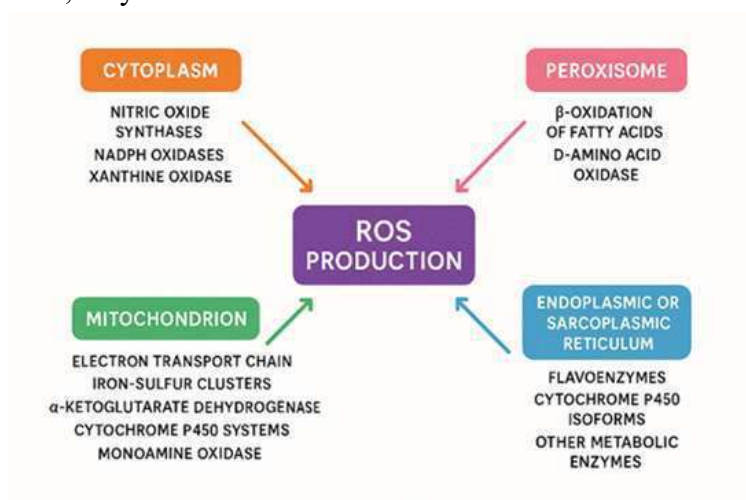 CYTOPLASM
NITRIC OXIDE
SYNTHASES
NADPH OXIDASES
XANTHINE OXIDASE
PEROXISOME
β-OXIDATION
OF FATTY ACIDS
D-AMINO ACID
OXIDASE
ROS
PRODUCTION
MITOCHONDRION
ELECTRON TRANSPORT CHAIN
IRON-SULFUR CLUSTERS
α-KETOGLUTARATE DEHYDROGENASE
CYTOCHROME P450 SYSTEMS
MONOAMINE OXIDASE
ENDOPLASMIC OR
SARCOPLASMIC
RETICULUM
FLAVOENZYMES
CYTOCHROME P450
ISOFORMS
OTHER METABOLIC
ENZYMES